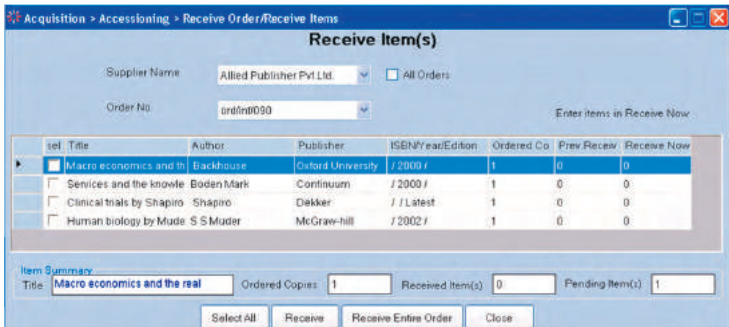 Acquisition > Accessioning > Receive Order/Receive Items
Receive Item(s)
Supplier Name Allied Publisher Pvt.Ltd. All Orders
Order No. ord/int/090 Enter items in Receive Now
sel Title Author Publisher ISBN/Year/Edition Ordered Co Prev.Receiv Receive Now
Macro economics and th Backhouse Oxford University / 2000 / 1 0 0
Services and the knowle Boden Mark Continuum / 2000 / 1 0 0
Clinical trials by Shapiro Shapiro Dekker / / Latest 1 0 0
Human biology by Mude S S Muder McGraw-hill / 2002 / 1 0 0
Item Summary
Title Macro economics and the real Ordered Copies 1 Received Item(s) 0 Pending Item(s) 1
Select All Receive Receive Entire Order Close